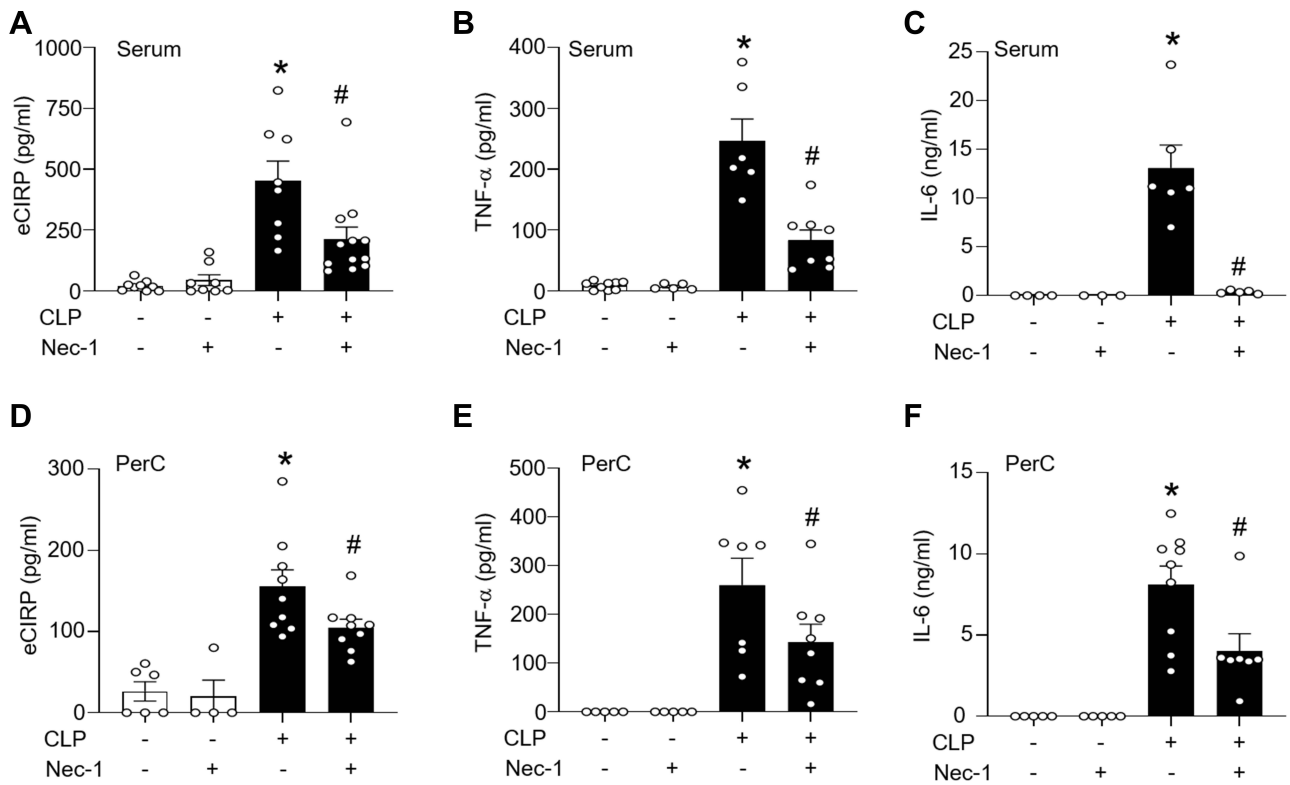 A
B
C
1000
750
500
250
0
eCIRP (pg/ml)
Serum
*
#
CLP - - + +
Nec-1 - + - +
400
300
200
100
0
TNF-α (pg/ml)
Serum
*
#
CLP - - + +
Nec-1 - + - +
25
20
15
10
5
0
IL-6 (ng/ml)
Serum
*
#
CLP - - + +
Nec-1 - + - +
D
E
F
300
200
100
0
eCIRP (pg/ml)
PerC
*
#
CLP - - + +
Nec-1 - + - +
500
400
300
200
100
0
TNF-α (pg/ml)
PerC
*
#
CLP - - + +
Nec-1 - + - +
15
10
5
0
IL-6 (ng/ml)
PerC
*
#
CLP - - + +
Nec-1 - + - +